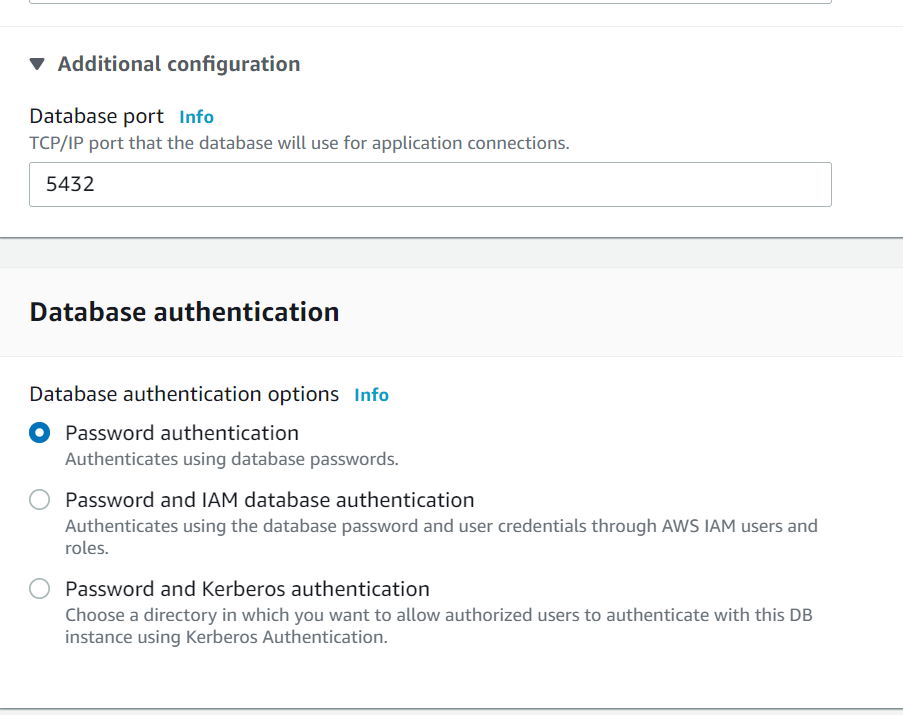 Additional configuration
Database port Info
TCP/IP port that the database will use for application connections.
5432
Database authentication
Database authentication options Info
Password authentication
Authenticates using database passwords.
Password and IAM database authentication
Authenticates using the database password and user credentials through AWS IAM users and
roles.
Password and Kerberos authentication
Choose a directory in which you want to allow authorized users to authenticate with this DB
instance using Kerberos Authentication.